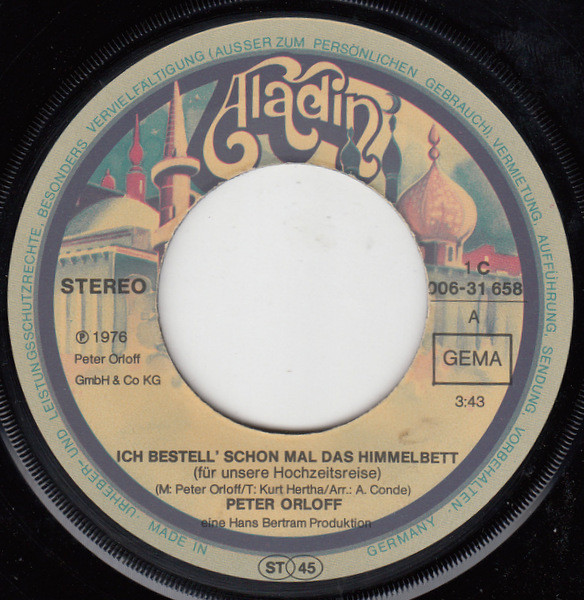 URHEBER- UND LEISTUNGSSCHUTZRECHTE, BESONDERS VERVIELFÄLTIGUNG (AUSSER ZUM PERSÖNLICHEN GEBRAUCH), VERMIETUNG, AUFFÜHRUNG, SENDUNG, VORBEHALTEN·
Aladin
STEREO
1 C
006-31 658
A
℗ 1976
Peter Orloff
GmbH & Co KG
GEMA
3:43
ICH BESTELL' SCHON MAL DAS HIMMELBETT
(für unsere Hochzeitsreise)
(M: Peter Orloff/T: Kurt Hertha/Arr.: A. Conde)
PETER ORLOFF
eine Hans Bertram Produktion
MADE IN GERMANY·
ST 45